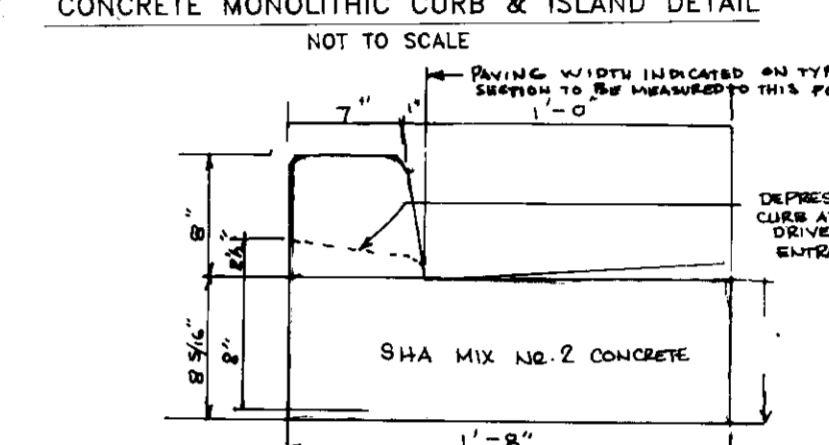 CONCRETE MONOLITHIC CURB & ISLAND DETAIL
NOT TO SCALE
PAVING WIDTH INDICATED ON TYP
SECTION TO BE MEASURED TO THIS PO
7"
1"
1'-0"
8"
DEPRES
CURB A
DRIVE
ENTRA
2½"
8 5/16"
8"
SHA MIX NO. 2 CONCRETE
1'-8"